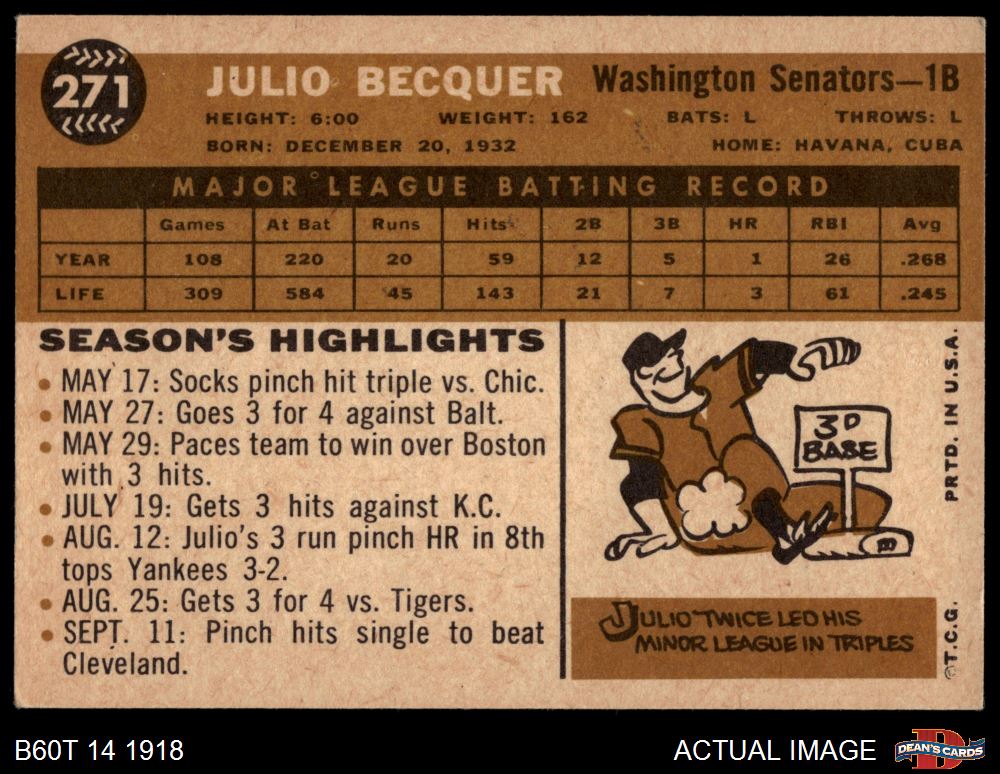 271
JULIO BECQUER Washington Senators—1B
HEIGHT: 6:00 WEIGHT: 162 BATS: L THROWS: L
BORN: DECEMBER 20, 1932 HOME: HAVANA, CUBA
MAJOR LEAGUE BATTING RECORD
Games At Bat Runs Hits 2B 3B HR RBI Avg
YEAR 108 220 20 59 12 5 1 26 .268
LIFE 309 584 45 143 21 7 3 61 .245
SEASON'S HIGHLIGHTS
• MAY 17: Socks pinch hit triple vs. Chic.
• MAY 27: Goes 3 for 4 against Balt.
• MAY 29: Paces team to win over Boston
with 3 hits.
• JULY 19: Gets 3 hits against K.C.
• AUG. 12: Julio's 3 run pinch HR in 8th
tops Yankees 3-2.
• AUG. 25: Gets 3 for 4 vs. Tigers.
• SEPT. 11: Pinch hits single to beat
Cleveland.
3D
BASE
JULIO TWICE LED HIS
MINOR LEAGUE IN TRIPLES
©T.C.G. PRTD. IN U.S.A.
B60T 14 1918 ACTUAL IMAGE
D
DEAN'S CARDS